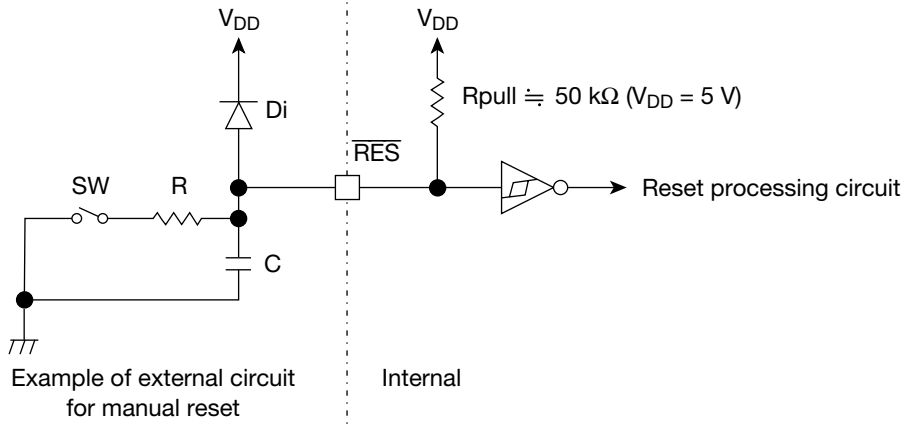 VDD
VDD
Di
Rpull ≒ 50 kΩ (VDD = 5 V)
RES
SW
R
Reset processing circuit
C
Example of external circuit
for manual reset
Internal